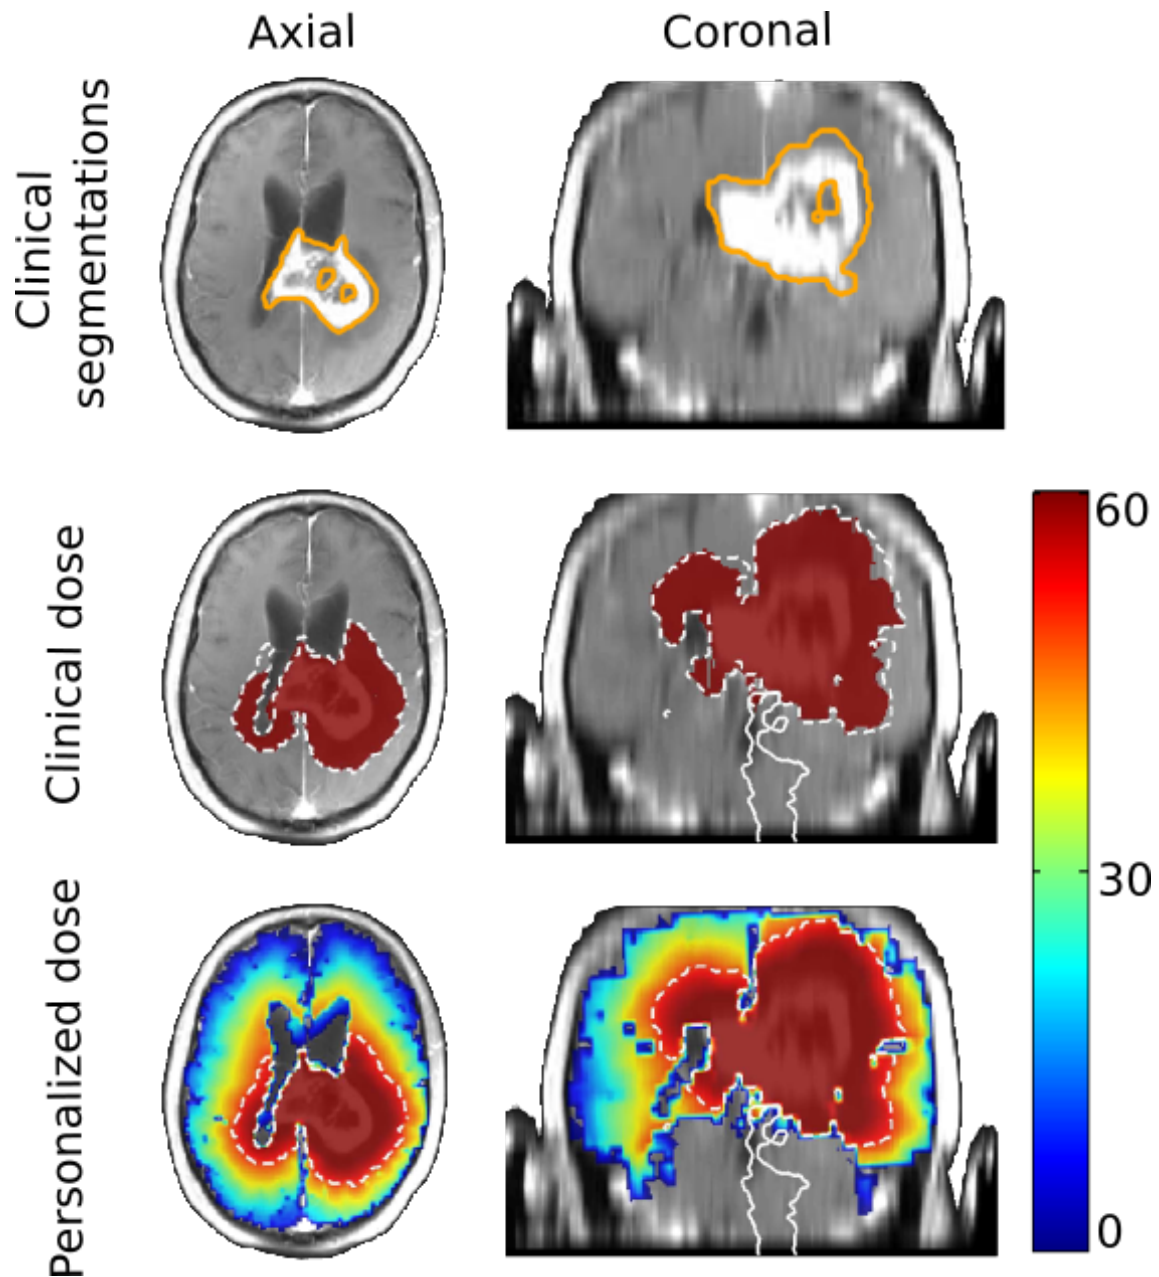 Axial
Coronal
Clinical
segmentations
Clinical dose
60
30
0
Personalized dose